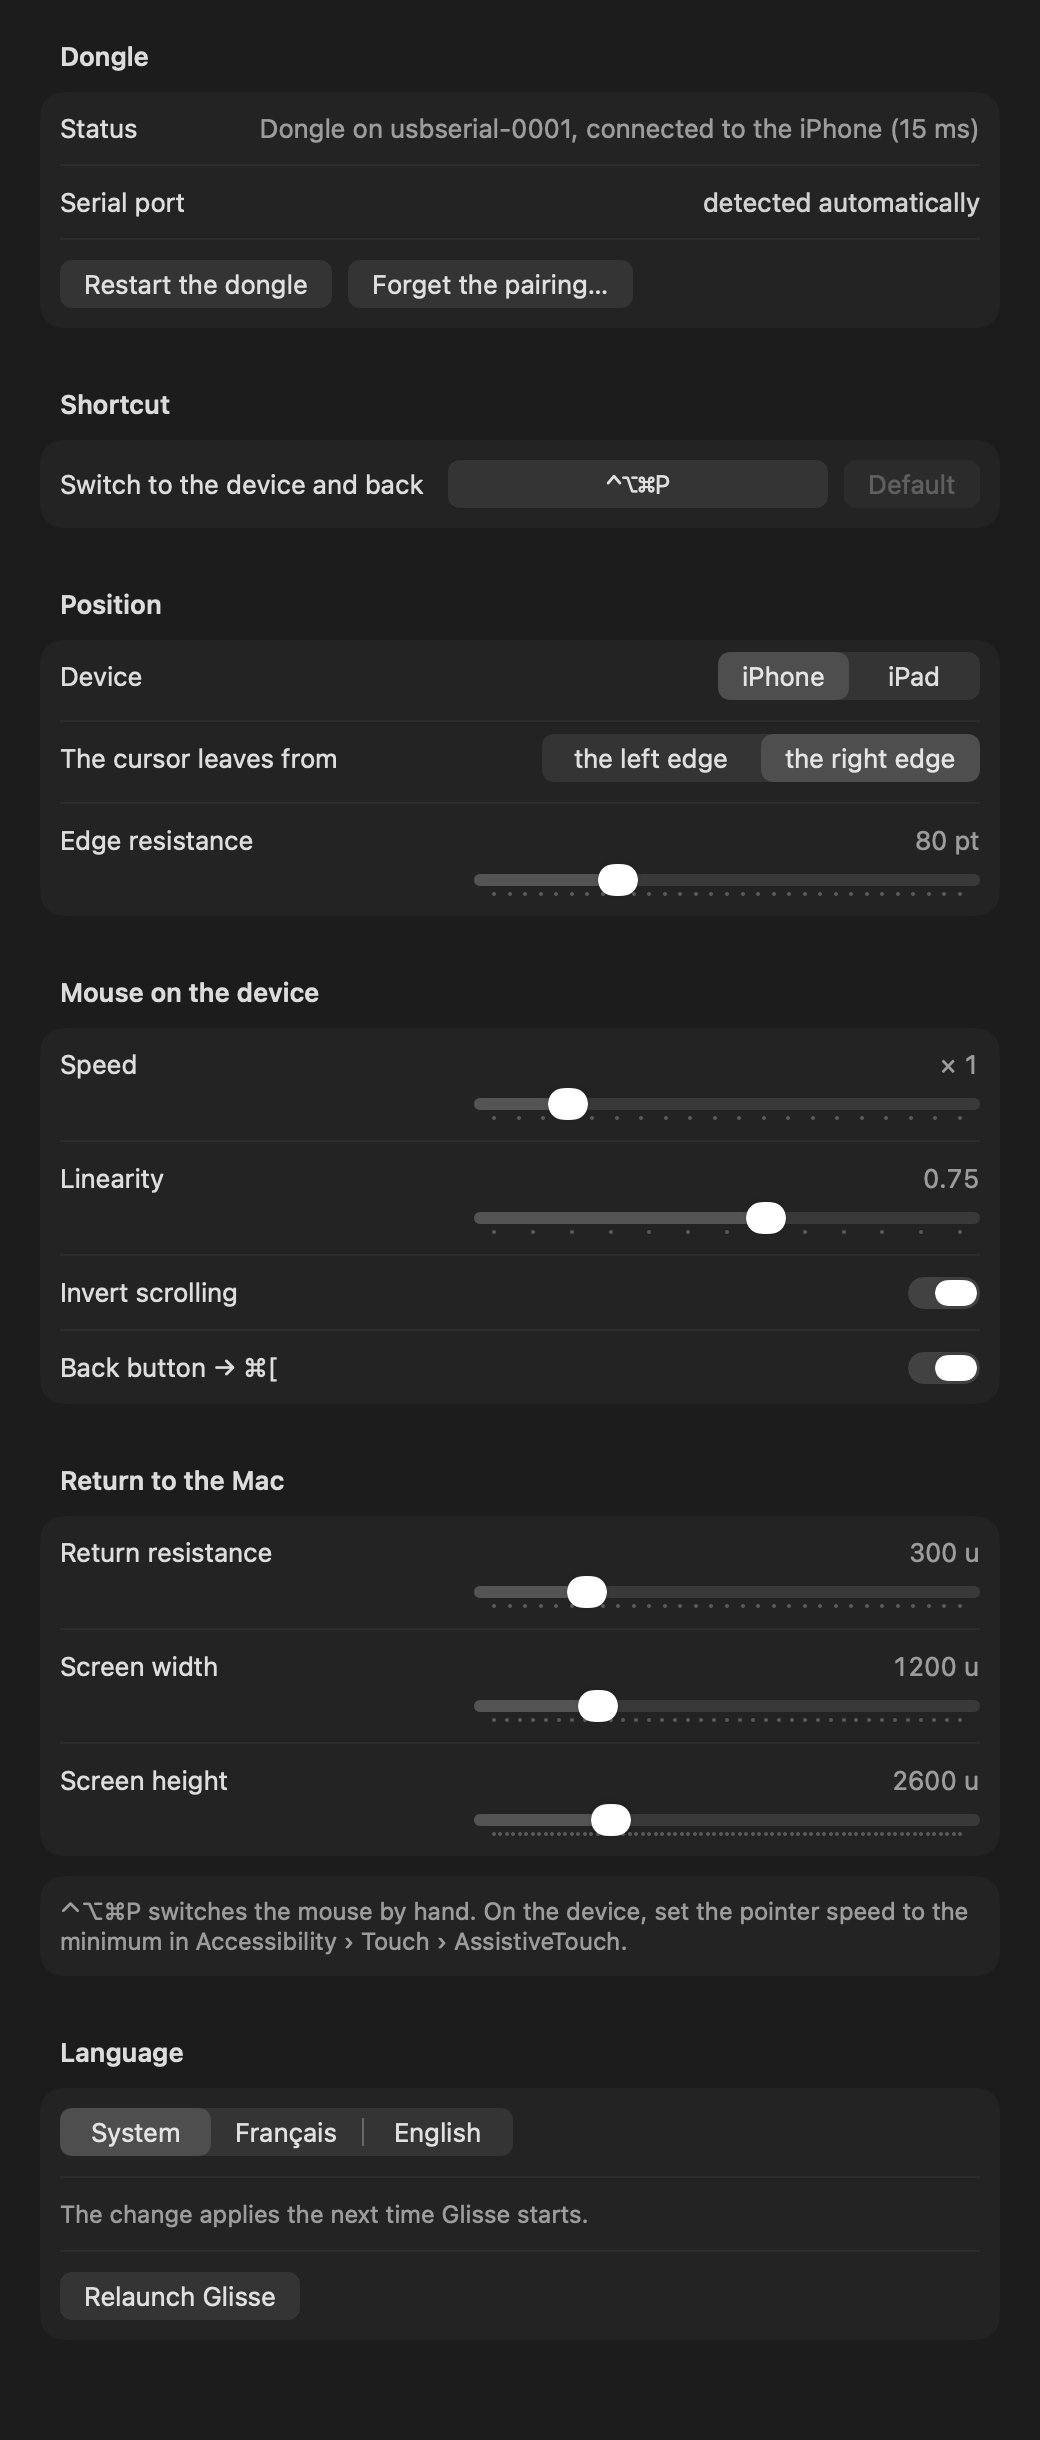 Dongle
Status Dongle on usbserial-0001, connected to the iPhone (15 ms)
Serial port detected automatically
Restart the dongle Forget the pairing...
Shortcut
Switch to the device and back ^⌥⌘P Default
Position
Device iPhone iPad
The cursor leaves from the left edge the right edge
Edge resistance 80 pt
Mouse on the device
Speed × 1
Linearity 0.75
Invert scrolling
Back button → ⌘[
Return to the Mac
Return resistance 300 u
Screen width 1200 u
Screen height 2600 u
^⌥⌘P switches the mouse by hand. On the device, set the pointer speed to the
minimum in Accessibility › Touch › AssistiveTouch.
Language
System Français English
The change applies the next time Glisse starts.
Relaunch Glisse